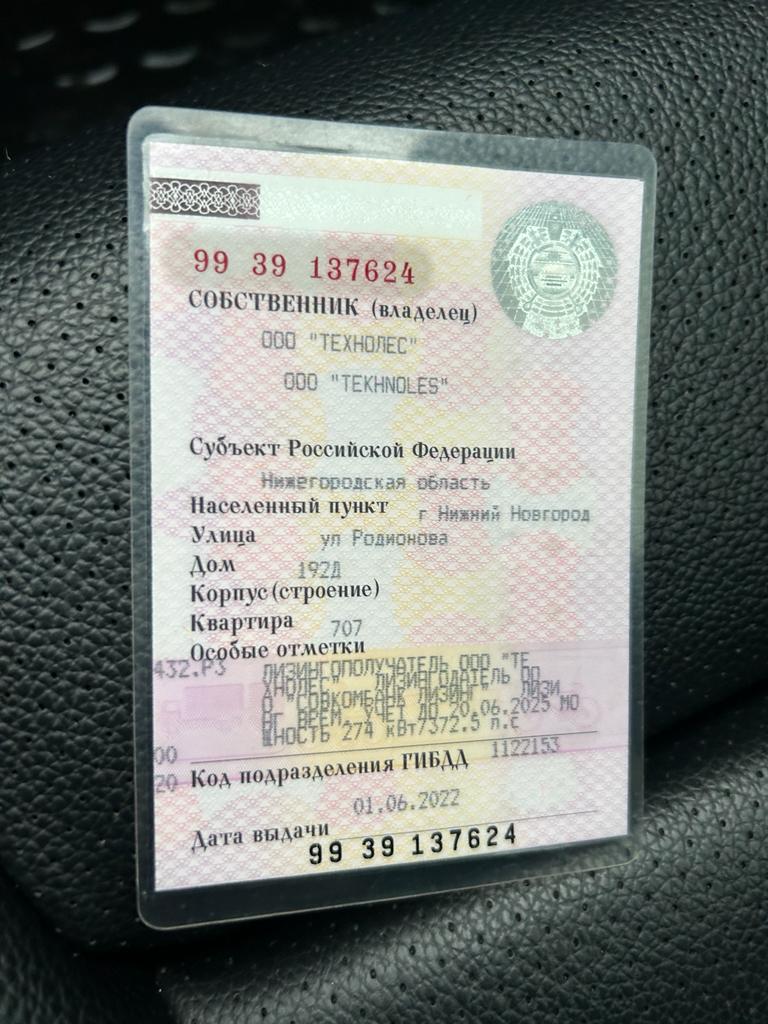 99 39 137624
СОБСТВЕННИК (владелец)
ООО "ТЕХНОЛЕС"
ООО "TEKHNOLES"
Субъект Российской Федерации
Нижегородская область
Населенный пункт г Нижний Новгород
Улица ул Родионова
Дом 192Д
Корпус (строение)
Квартира 707
Особые отметки
432.РЗ ЛИЗИНГОПОЛУЧАТЕЛЬ ООО "ТЕ
ХНОЛЕС", ЛИЗИНГОДАТЕЛЬ ОО
О "СОВКОМБАНК ЛИЗИНГ", ЛИЗИ
НГ ВРЕМ. УЧЕТ ДО 20.06.2025 МО
ЩНОСТЬ 274 кВт/372.5 л.с
00
20 Код подразделения ГИБДД 1122153
01.06.2022
Дата выдачи
99 39 137624